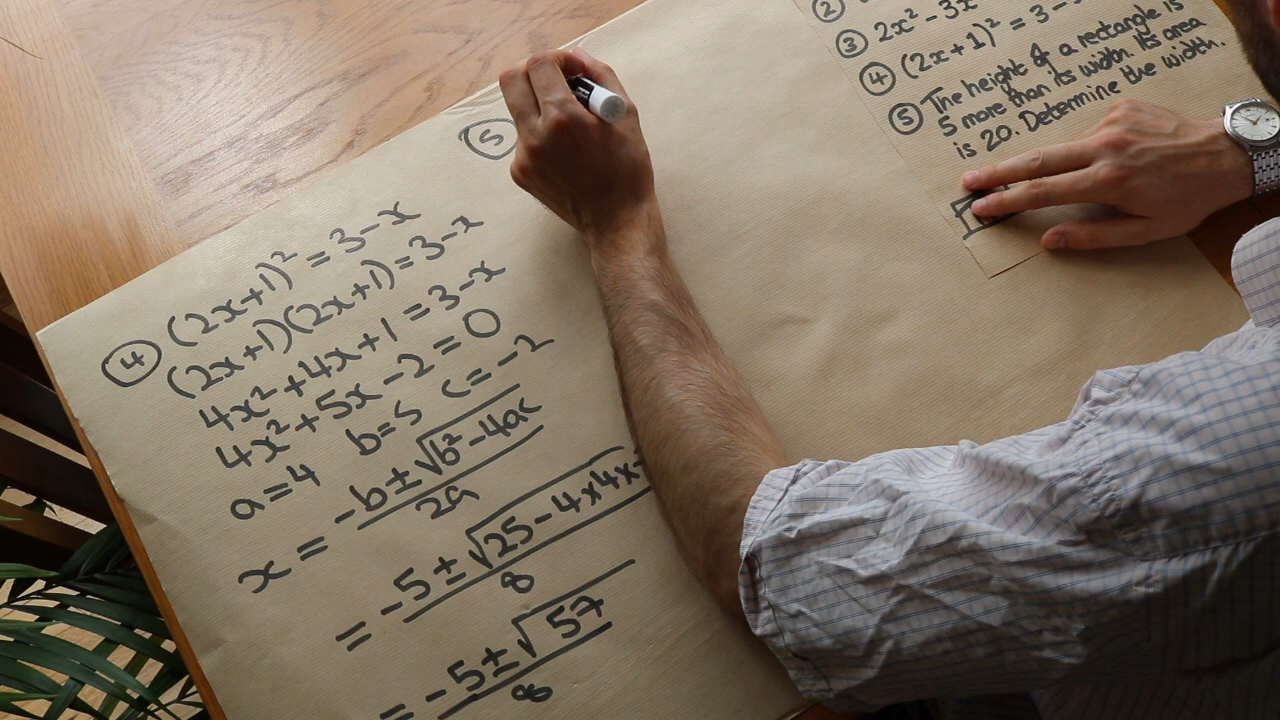 ④ (2x+1)² = 3-x
(2x+1)(2x+1) = 3-x
4x²+4x+1 = 3-x
4x²+5x-2 = 0
a=4 b=5 c=-2
x = -b±√b²-4ac
2a
= -5±√25-4x4x-
8
= -5±√57
8
⑤
②
③ 2x²-3x
④ (2x+1)² = 3-
⑤ The height of a rectangle is
5 more than its width. Its area
is 20. Determine the width.